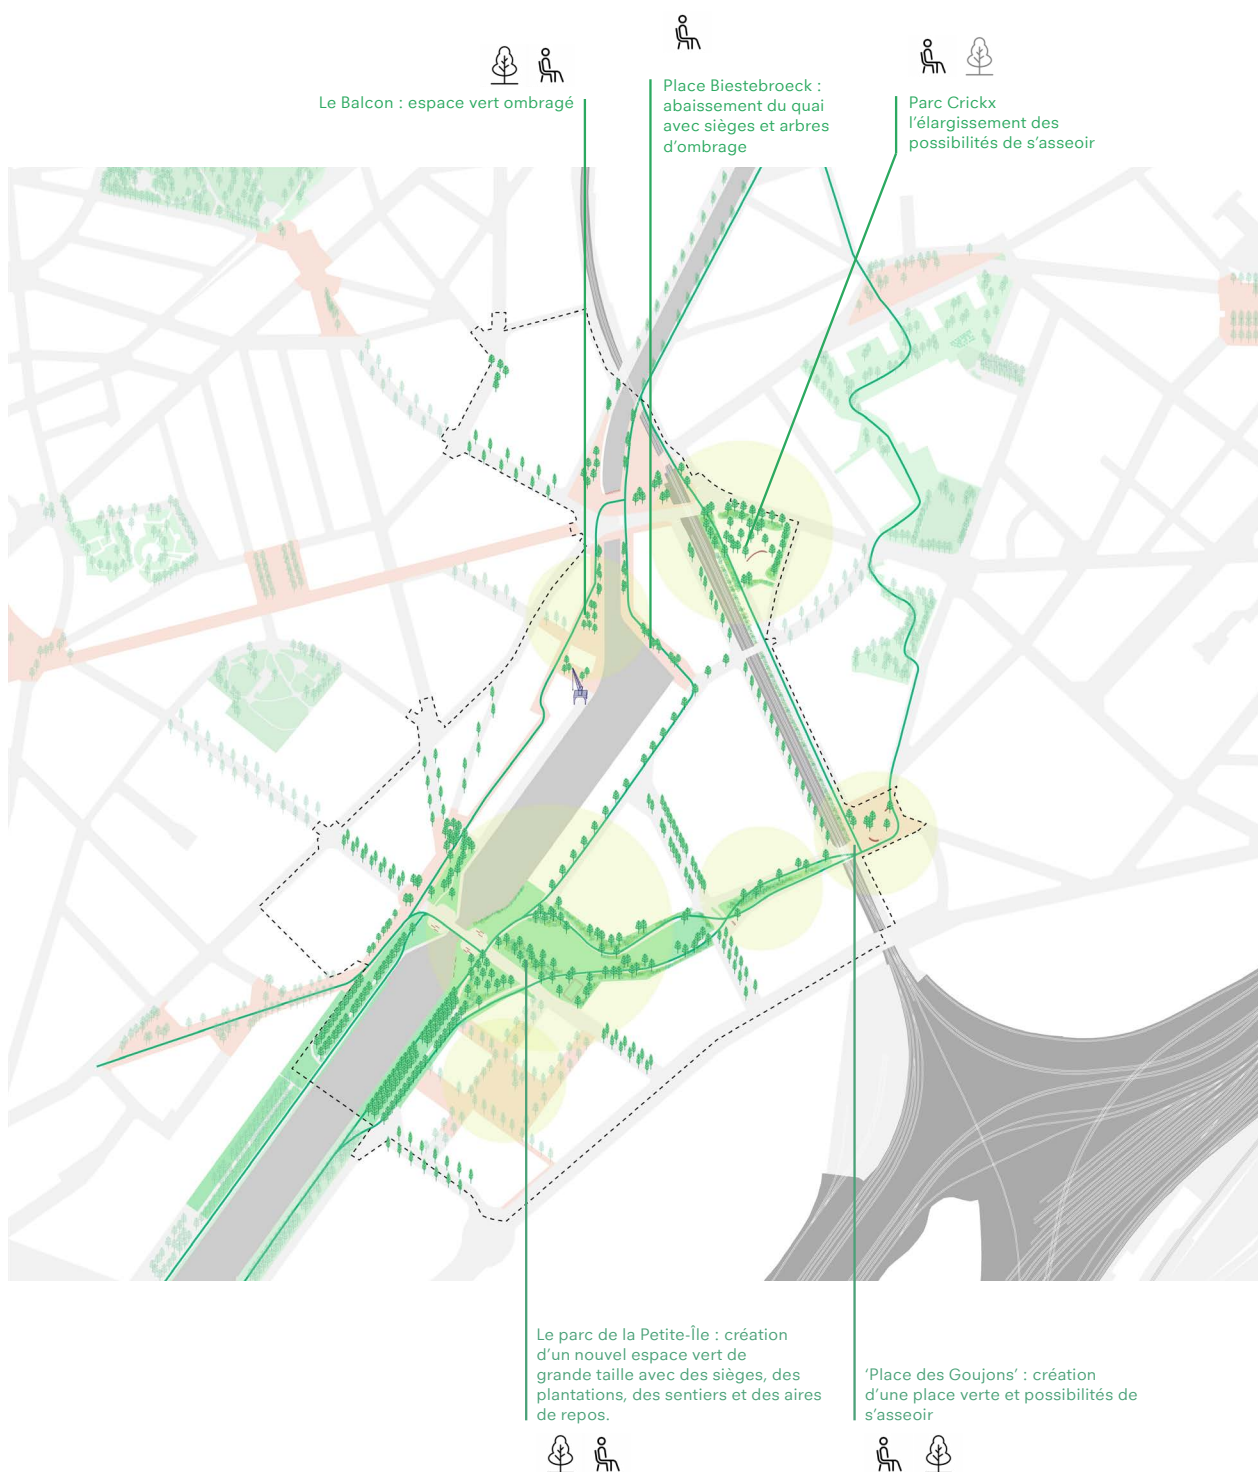 Le Balcon : espace vert ombragé
Place Biestebroeck :
abaissement du quai
avec sièges et arbres
d'ombrage
Parc Crickx
l'élargissement des
possibilités de s'asseoir
Le parc de la Petite-Île : création
d'un nouvel espace vert de
grande taille avec des sièges, des
plantations, des sentiers et des aires
de repos.
'Place des Goujons' : création
d'une place verte et possibilités de
s'asseoir